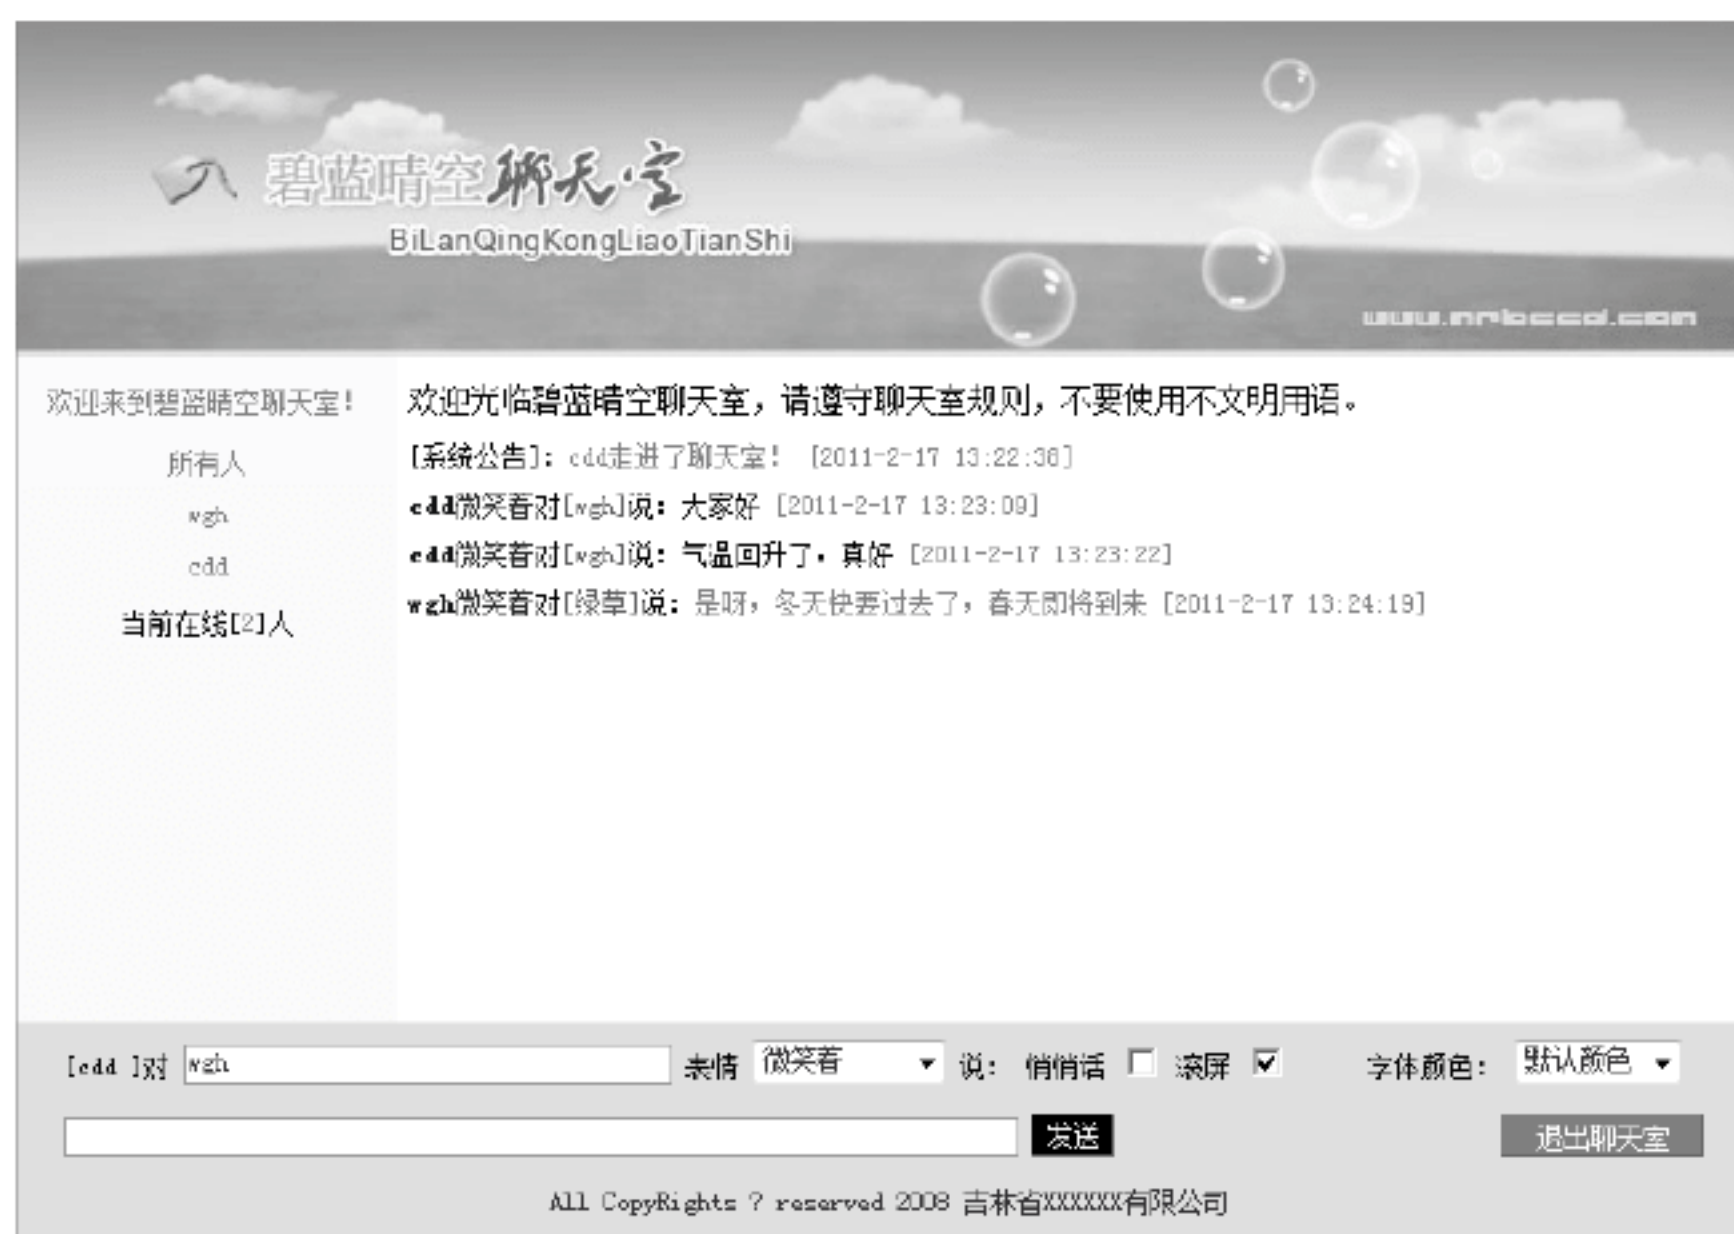 碧蓝晴空聊天室
BiLanQingKongLiaoTianShi
欢迎来到碧蓝晴空聊天室！
所有人
wgh
cdd
当前在线[2]人
欢迎光临碧蓝晴空聊天室，请遵守聊天室规则，不要使用不文明用语。
[系统公告]：cdd走进了聊天室！ [2011-2-17 13:22:36]
cdd微笑着对[wgh]说：大家好 [2011-2-17 13:23:09]
cdd微笑着对[wgh]说：气温回升了，真好 [2011-2-17 13:23:22]
wgh微笑着对[绿草]说：是呀，冬天快要过去了，春天即将到来 [2011-2-17 13:24:19]
[cdd ]对 wgh 表情 微笑着 说： 悄悄话 滚屏 字体颜色： 默认颜色
发送 退出聊天室
All CopyRights ? reserved 2008 吉林省XXXXXX有限公司